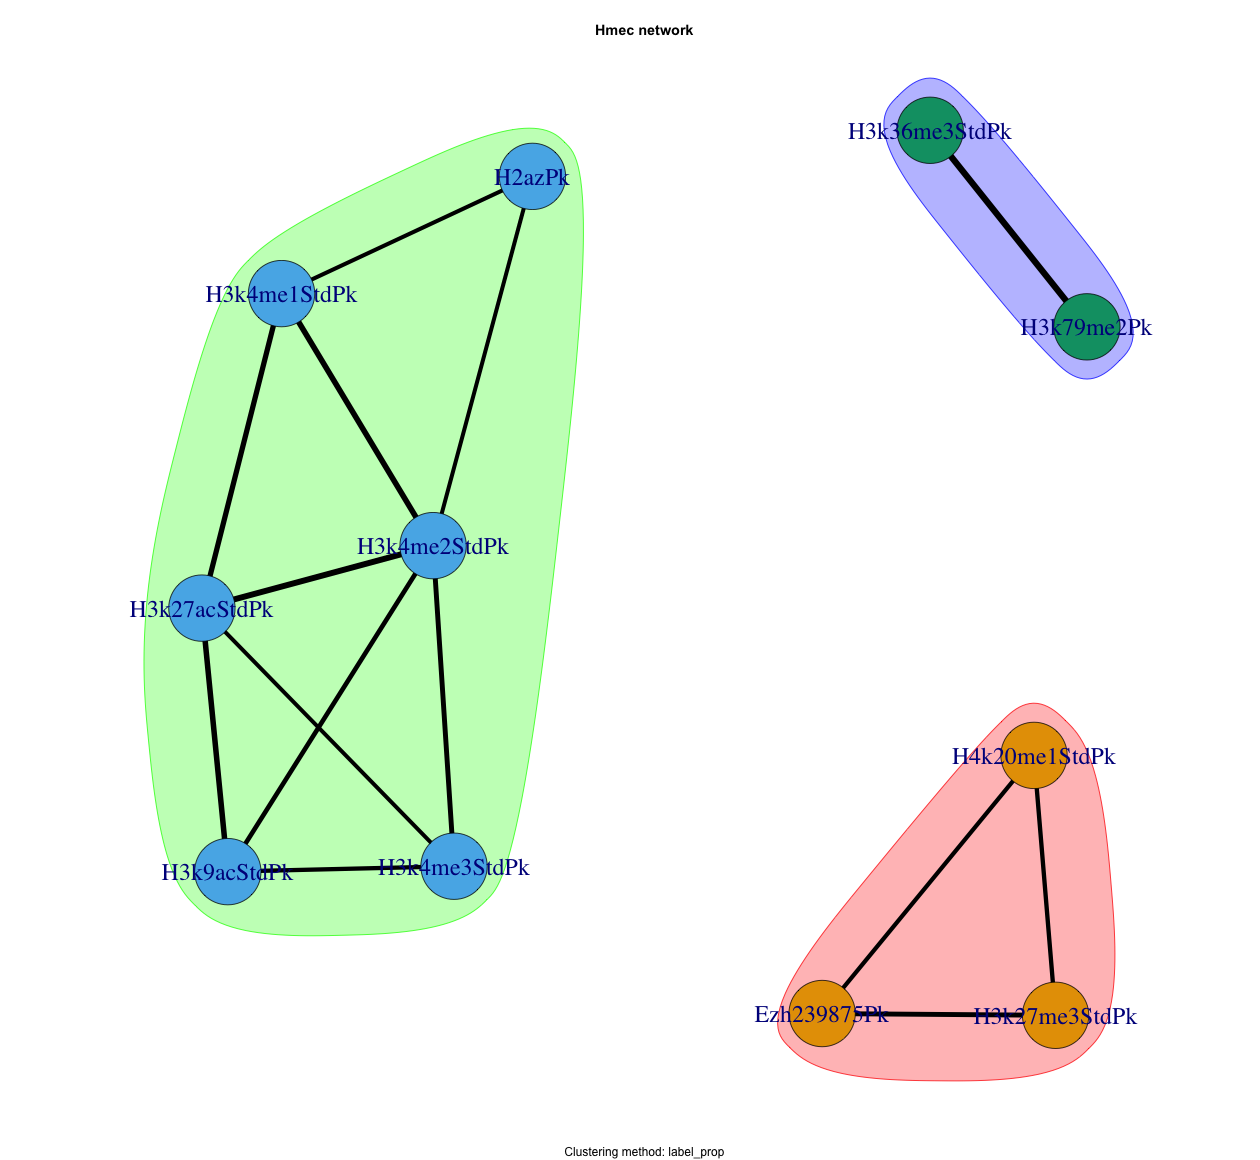 Hmec network
H3k36me3StdPk
H2azPk
H3k4me1StdPk
H3k79me2Pk
H3k4me2StdPk
H3k27acStdPk
H4k20me1StdPk
H3k9acStdPk
H3k4me3StdPk
Ezh239875Pk
H3k27me3StdPk
Clustering method: label_prop